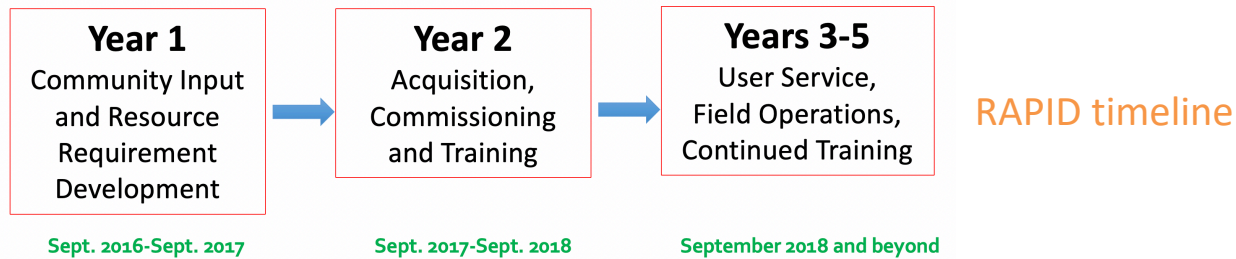 Year 1
Community Input
and Resource
Requirement
Development
Year 2
Acquisition,
Commissioning
and Training
Years 3-5
User Service,
Field Operations,
Continued Training
RAPID timeline
Sept. 2016-Sept. 2017
Sept. 2017-Sept. 2018
September 2018 and beyond